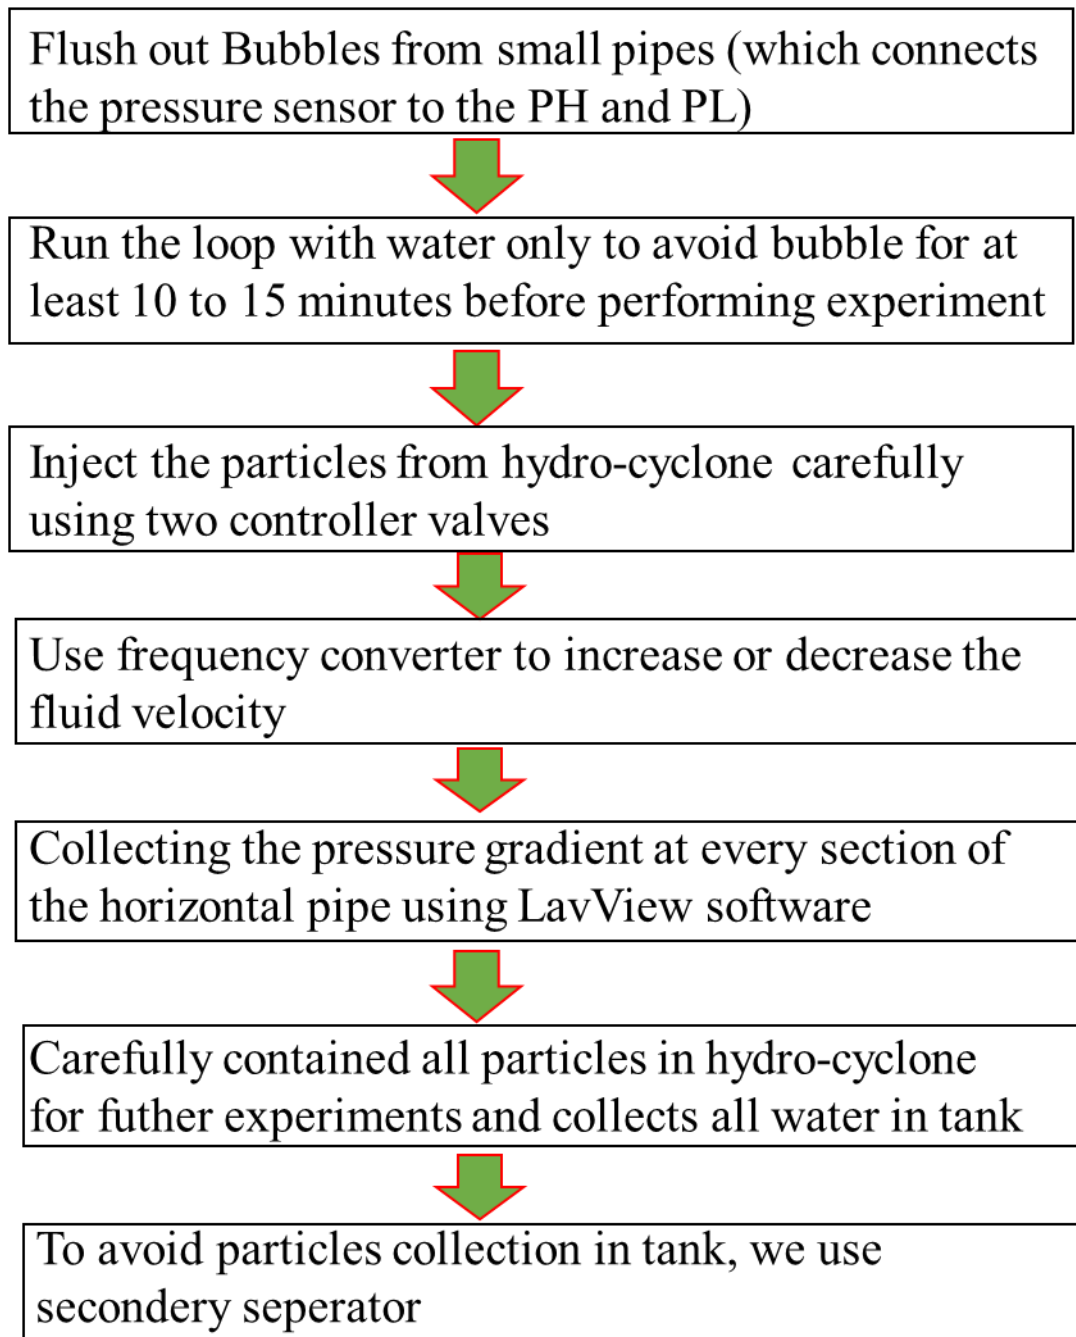 Flush out Bubbles from small pipes (which connects
the pressure sensor to the PH and PL)
Run the loop with water only to avoid bubble for at
least 10 to 15 minutes before performing experiment
Inject the particles from hydro-cyclone carefully
using two controller valves
Use frequency converter to increase or decrease the
fluid velocity
Collecting the pressure gradient at every section of
the horizontal pipe using LavView software
Carefully contained all particles in hydro-cyclone
for futher experiments and collects all water in tank
To avoid particles collection in tank, we use
secondery seperator